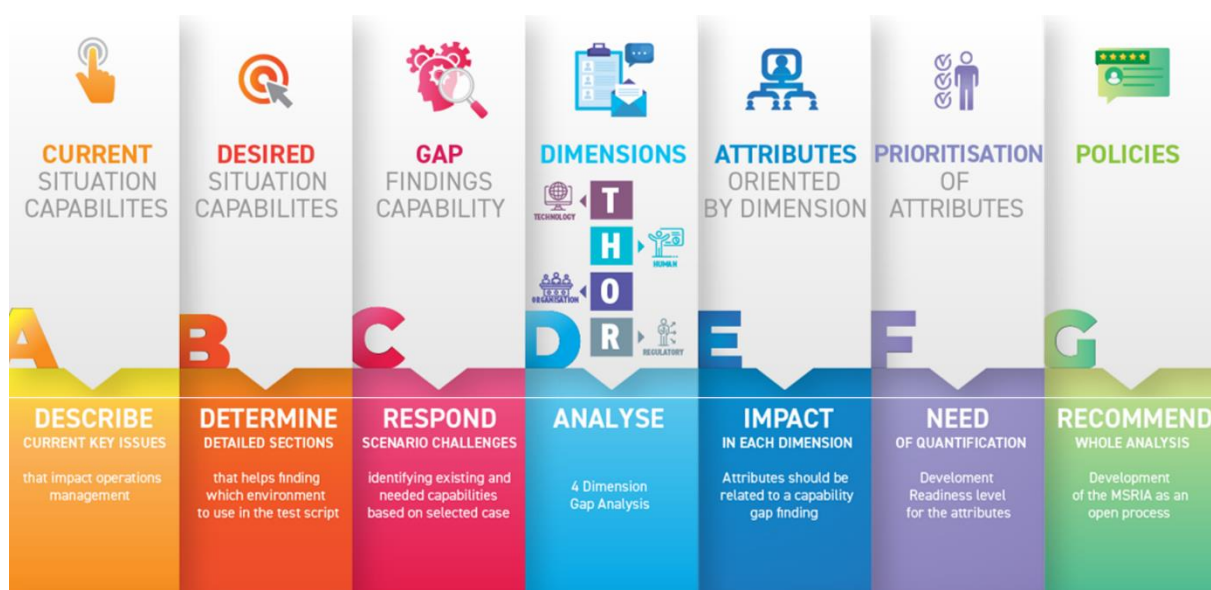 CURRENT
SITUATION
CAPABILITES
A
DESCRIBE
CURRENT KEY ISSUES
that impact operations
management
DESIRED
SITUATION
CAPABILITES
B
DETERMINE
DETAILED SECTIONS
that helps finding
which environment
to use in the test script
GAP
FINDINGS
CAPABILITY
C
RESPOND
SCENARIO CHALLENGES
identifying existing and
needed capabilities
based on selected case
DIMENSIONS
T
TECHNOLOGY
H
HUMAN
O
ORGANISATION
R
REGULATORY
D
ANALYSE
4 Dimension
Gap Analysis
ATTRIBUTES
ORIENTED
BY DIMENSION
E
IMPACT
IN EACH DIMENSION
Attributes should be
related to a capability
gap finding
PRIORITISATION
OF
ATTRIBUTES
F
NEED
OF QUANTIFICATION
Develoment
Readiness level
for the attributes
POLICIES
G
RECOMMEND
WHOLE ANALYSIS
Development
of the MSRIA as an
open process